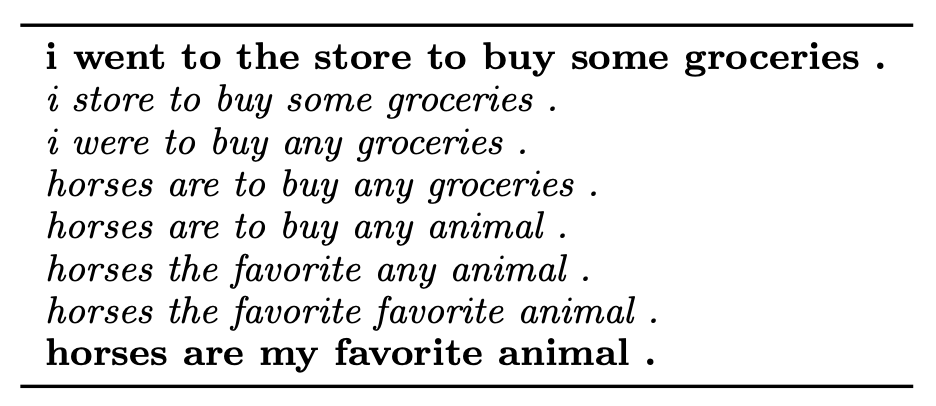 i went to the store to buy some groceries .
i store to buy some groceries .
i were to buy any groceries .
horses are to buy any groceries .
horses are to buy any animal .
horses the favorite any animal .
horses the favorite favorite animal .
horses are my favorite animal .